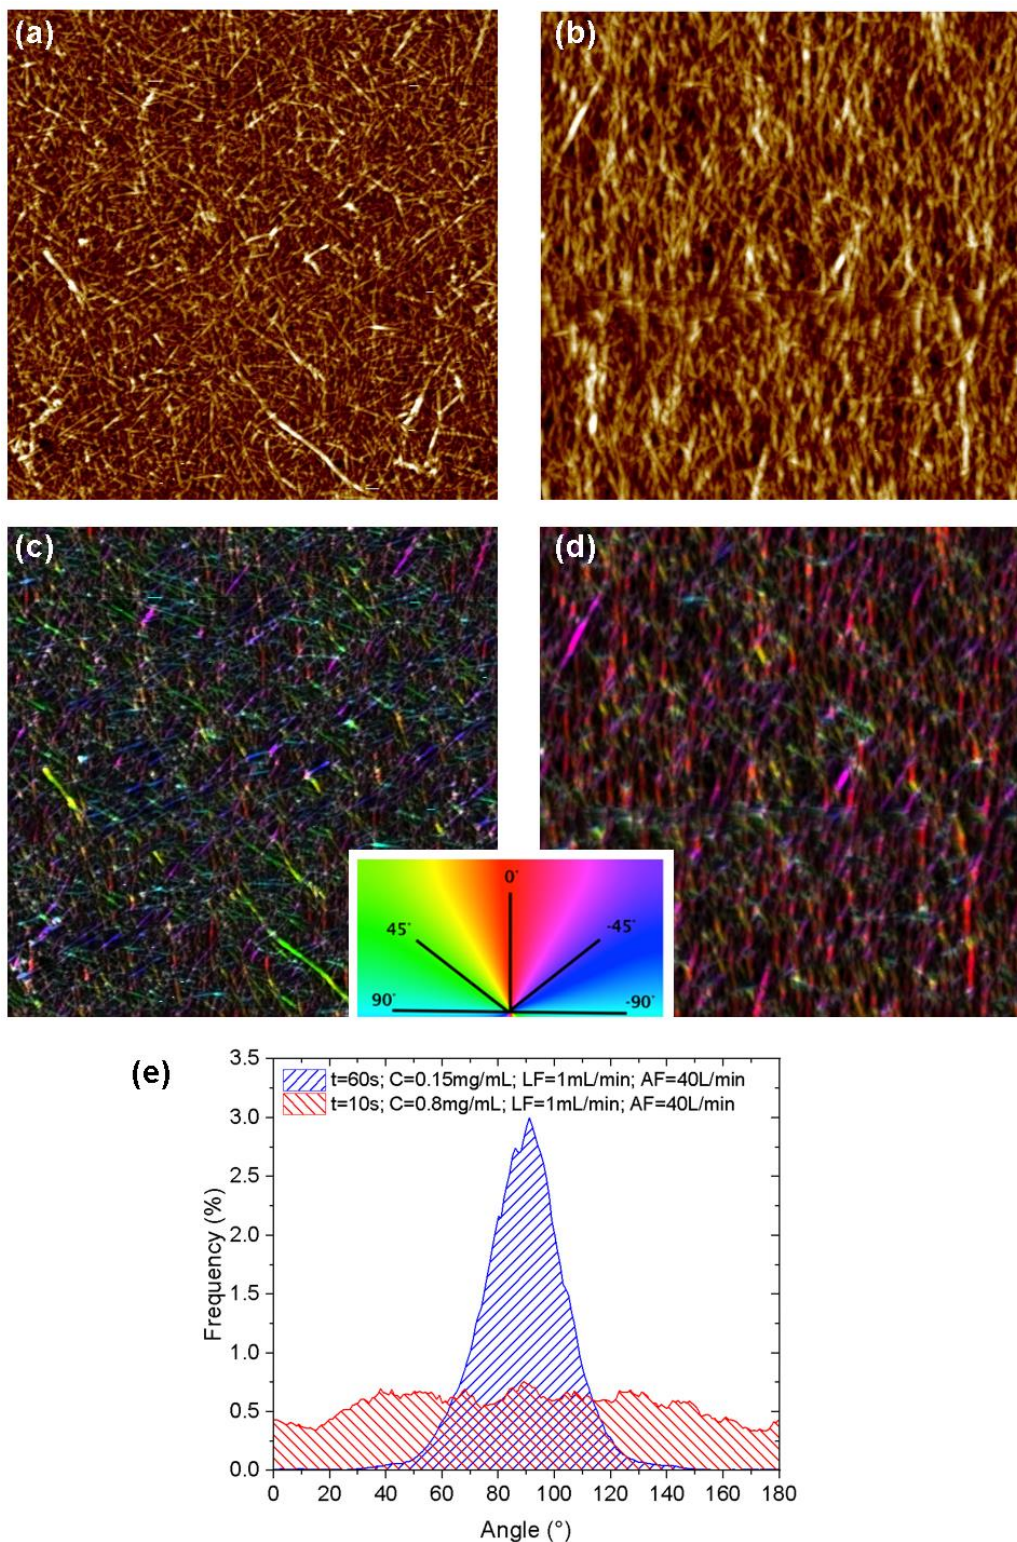 (a)
(b)
(c)
(d)
0°
45°
-45°
90°
-90°
(e)
3.5
3.0
2.5
2.0
1.5
1.0
0.5
0.0
Frequency (%)
t=60s; C=0.15mg/mL; LF=1mL/min; AF=40L/min
t=10s; C=0.8mg/mL; LF=1mL/min; AF=40L/min
0 20 40 60 80 100 120 140 160 180
Angle (°)